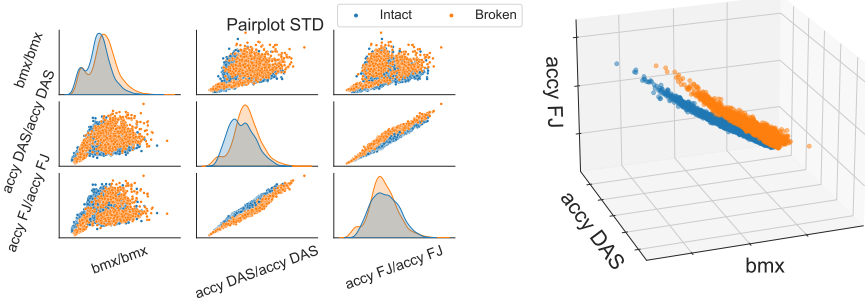 Pairplot STD
Intact
Broken
bmx/bmx
accy DAS/accy DAS
accy FJ/accy FJ
bmx/bmx
accy DAS/accy DAS
accy FJ/accy FJ
accy FJ
accy DAS
bmx